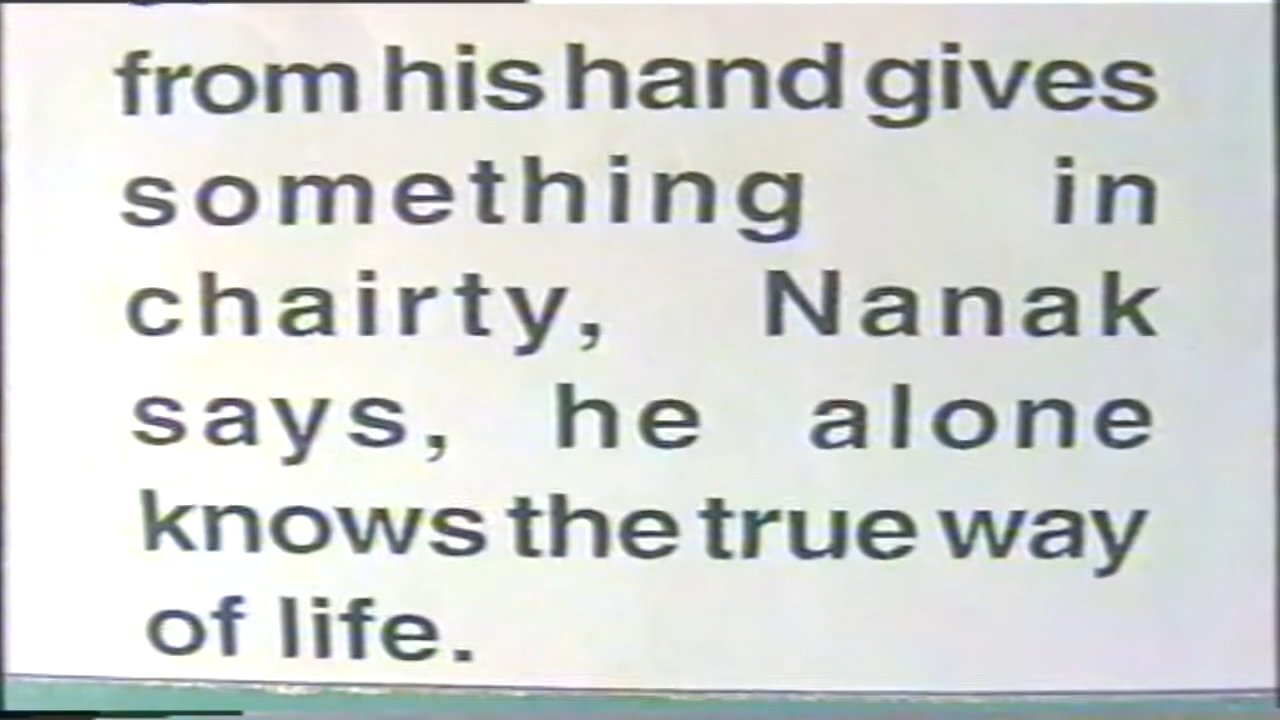 from his hand gives
something in
chairty, Nanak
says, he alone
knows the true way
of life.